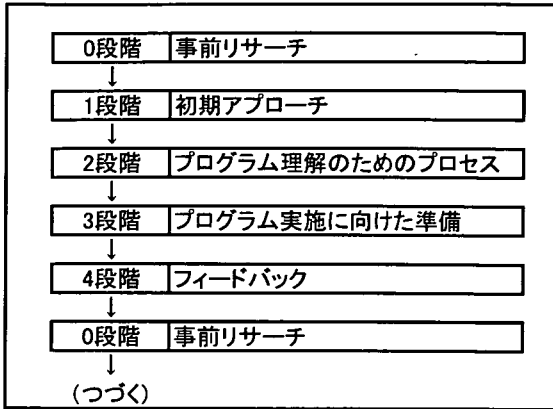 0段階 事前リサーチ
↓
1段階 初期アプローチ
↓
2段階 プログラム理解のためのプロセス
↓
3段階 プログラム実施に向けた準備
↓
4段階 フィードバック
↓
0段階 事前リサーチ
↓
(つづく)